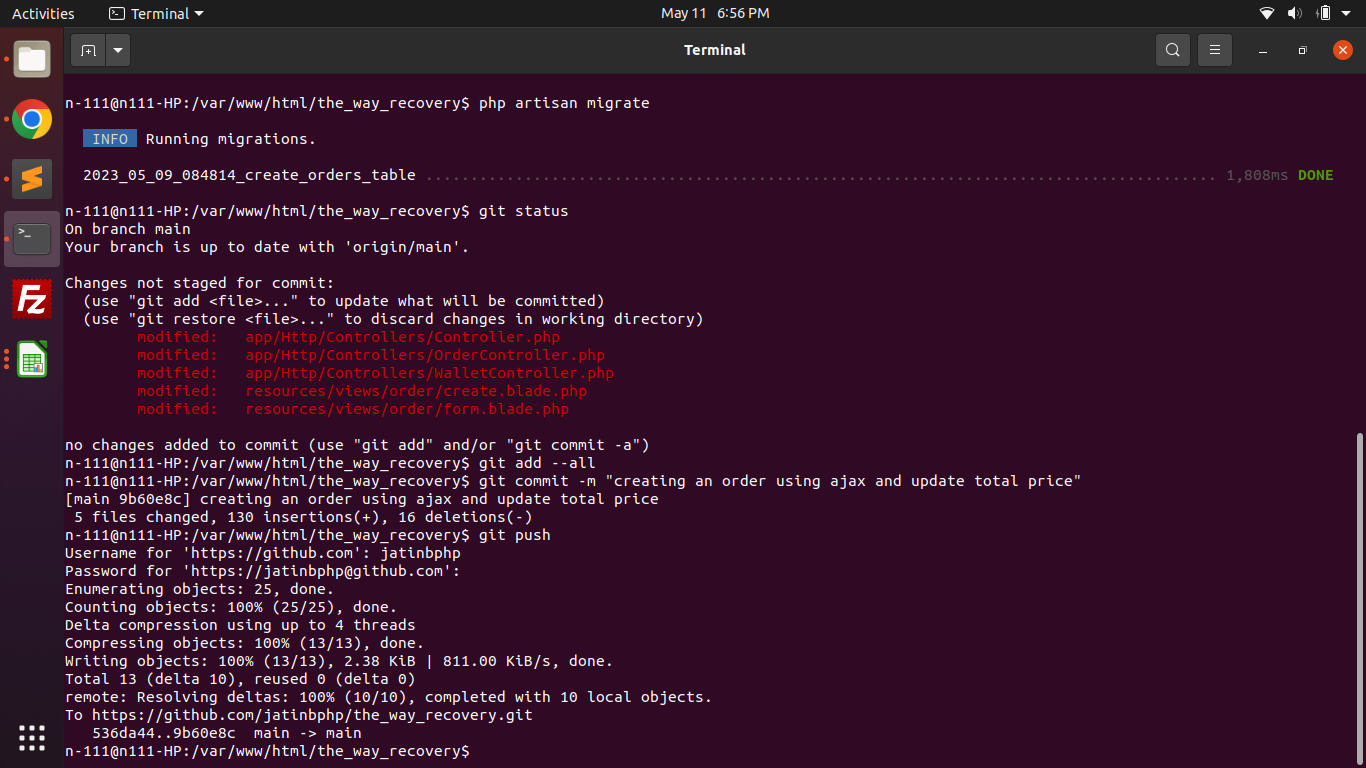 Activities Terminal May 11 6:56 PM
Terminal
n-111@n111-HP:/var/www/html/the_way_recovery$ php artisan migrate
INFO Running migrations.
2023_05_09_084814_create_orders_table ........................................................................................ 1,808ms DONE
n-111@n111-HP:/var/www/html/the_way_recovery$ git status
On branch main
Your branch is up to date with 'origin/main'.
Changes not staged for commit:
(use "git add <file>..." to update what will be committed)
(use "git restore <file>..." to discard changes in working directory)
modified: app/Http/Controllers/Controller.php
modified: app/Http/Controllers/OrderController.php
modified: app/Http/Controllers/WalletController.php
modified: resources/views/order/create.blade.php
modified: resources/views/order/form.blade.php
no changes added to commit (use "git add" and/or "git commit -a")
n-111@n111-HP:/var/www/html/the_way_recovery$ git add --all
n-111@n111-HP:/var/www/html/the_way_recovery$ git commit -m "creating an order using ajax and update total price"
[main 9b60e8c] creating an order using ajax and update total price
5 files changed, 130 insertions(+), 16 deletions(-)
n-111@n111-HP:/var/www/html/the_way_recovery$ git push
Username for 'https://github.com': jatinbphp
Password for 'https://jatinbphp@github.com':
Enumerating objects: 25, done.
Counting objects: 100% (25/25), done.
Delta compression using up to 4 threads
Compressing objects: 100% (13/13), done.
Writing objects: 100% (13/13), 2.38 KiB | 811.00 KiB/s, done.
Total 13 (delta 10), reused 0 (delta 0)
remote: Resolving deltas: 100% (10/10), completed with 10 local objects.
To https://github.com/jatinbphp/the_way_recovery.git
536da44..9b60e8c main -> main
n-111@n111-HP:/var/www/html/the_way_recovery$
Fz